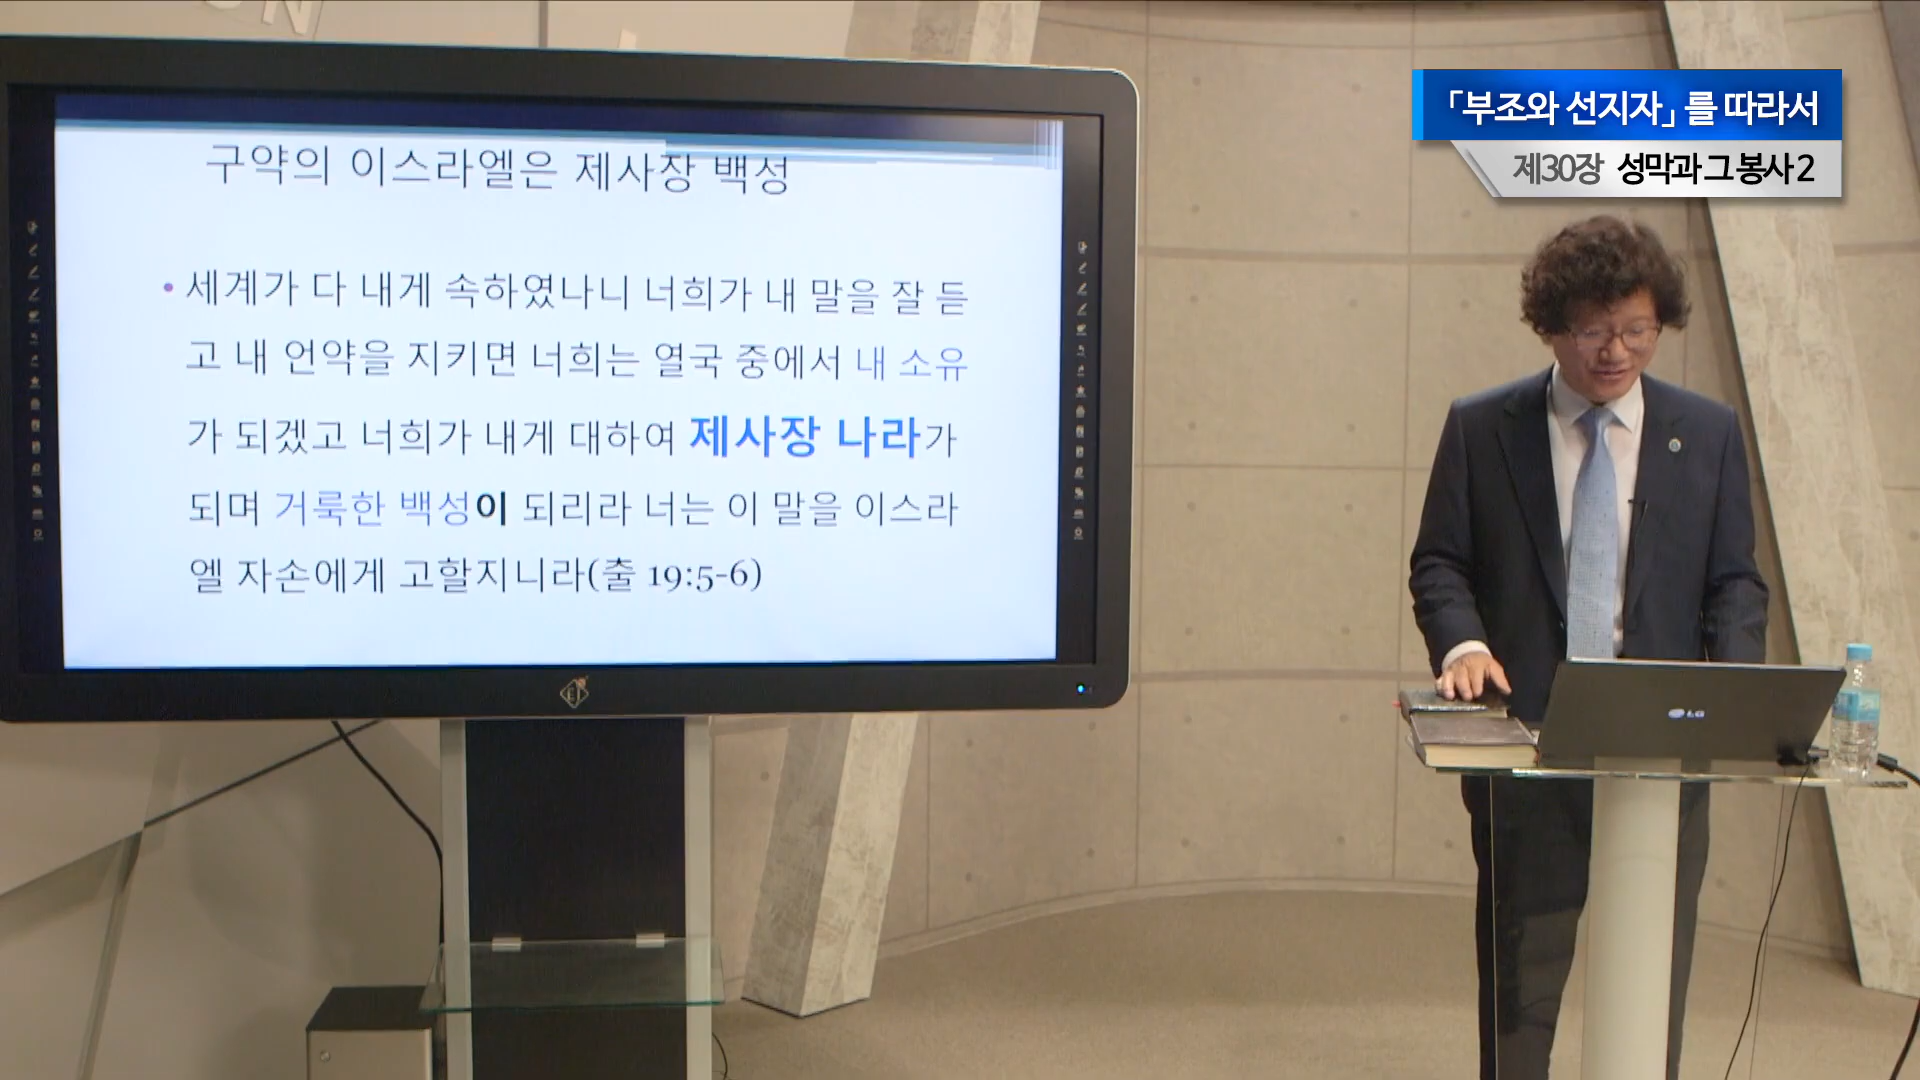 ON
「부조와 선지자」를 따라서
제30장 성막과 그 봉사 2
구약의 이스라엘은 제사장 백성
• 세계가 다 내게 속하였나니 너희가 내 말을 잘 듣
고 내 언약을 지키면 너희는 열국 중에서 내 소유
가 되겠고 너희가 내게 대하여 제사장 나라가
되며 거룩한 백성이 되리라 너는 이 말을 이스라
엘 자손에게 고할지니라(출 19:5-6)
LG